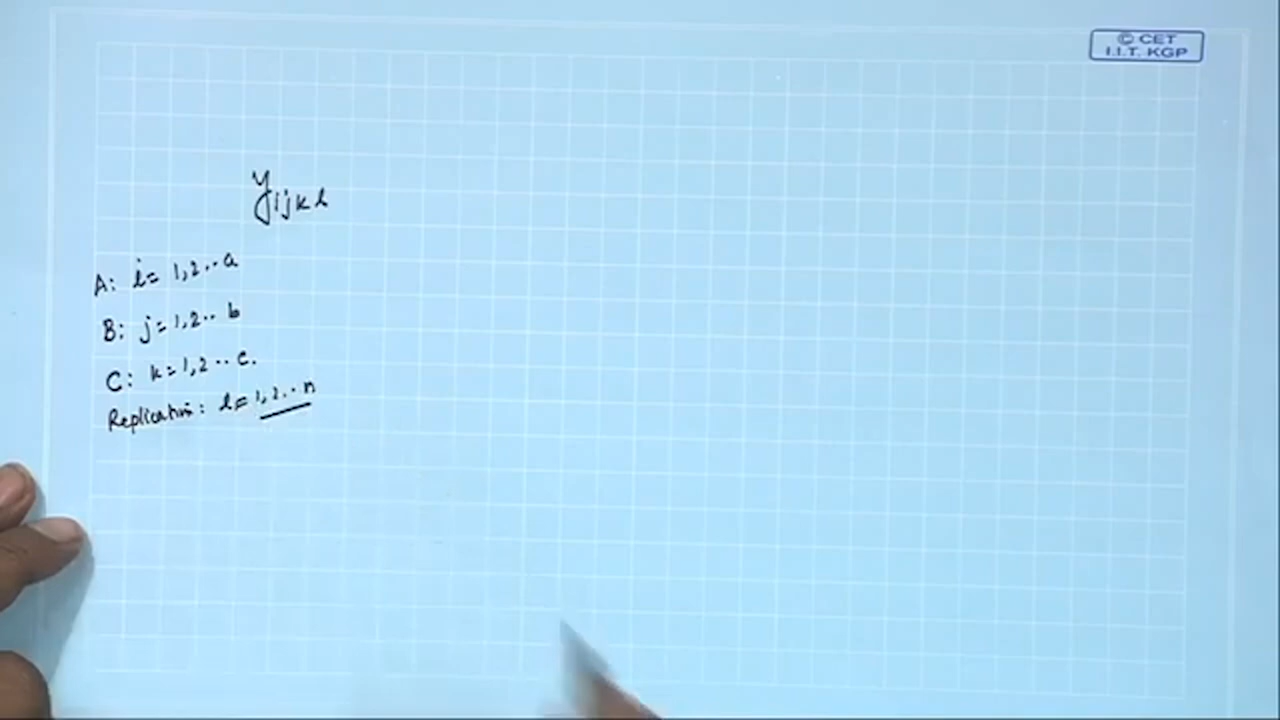 © CET
I.I.T. KGP
yijkl
A: i = 1,2..a
B: j = 1,2.. b
C: k = 1,2 .. c.
Replication: l = 1,2..n